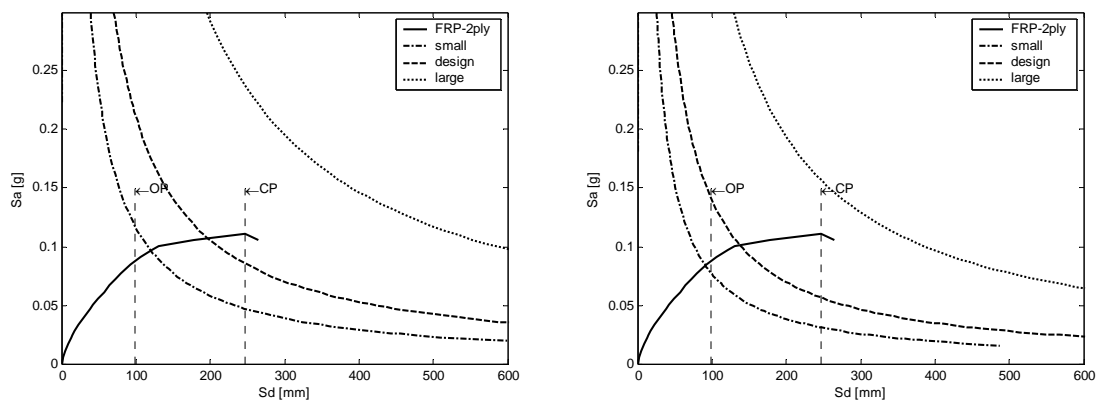 FRP-2ply
small
design
large
0.25
0.2
0.15
0.1
0.05
0
Sa [g]
←OP
←CP
0 100 200 300 400 500 600
Sd [mm]
FRP-2ply
small
design
large
0.25
0.2
0.15
0.1
0.05
0
Sa [g]
←OP
←CP
0 100 200 300 400 500 600
Sd [mm]